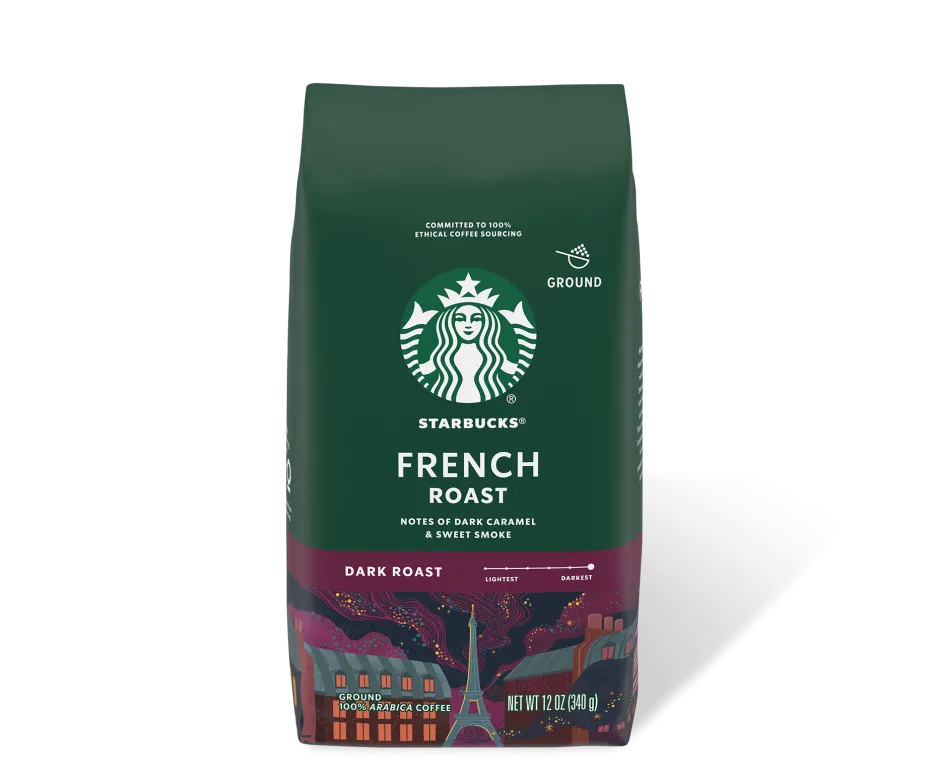 COMMITTED TO 100%
ETHICAL COFFEE SOURCING
GROUND
®
STARBUCKS®
FRENCH
ROAST
NOTES OF DARK CARAMEL
& SWEET SMOKE
DARK ROAST
LIGHTEST
DARKEST
GROUND
100% ARABICA COFFEE
NET WT 12 OZ (340 g)